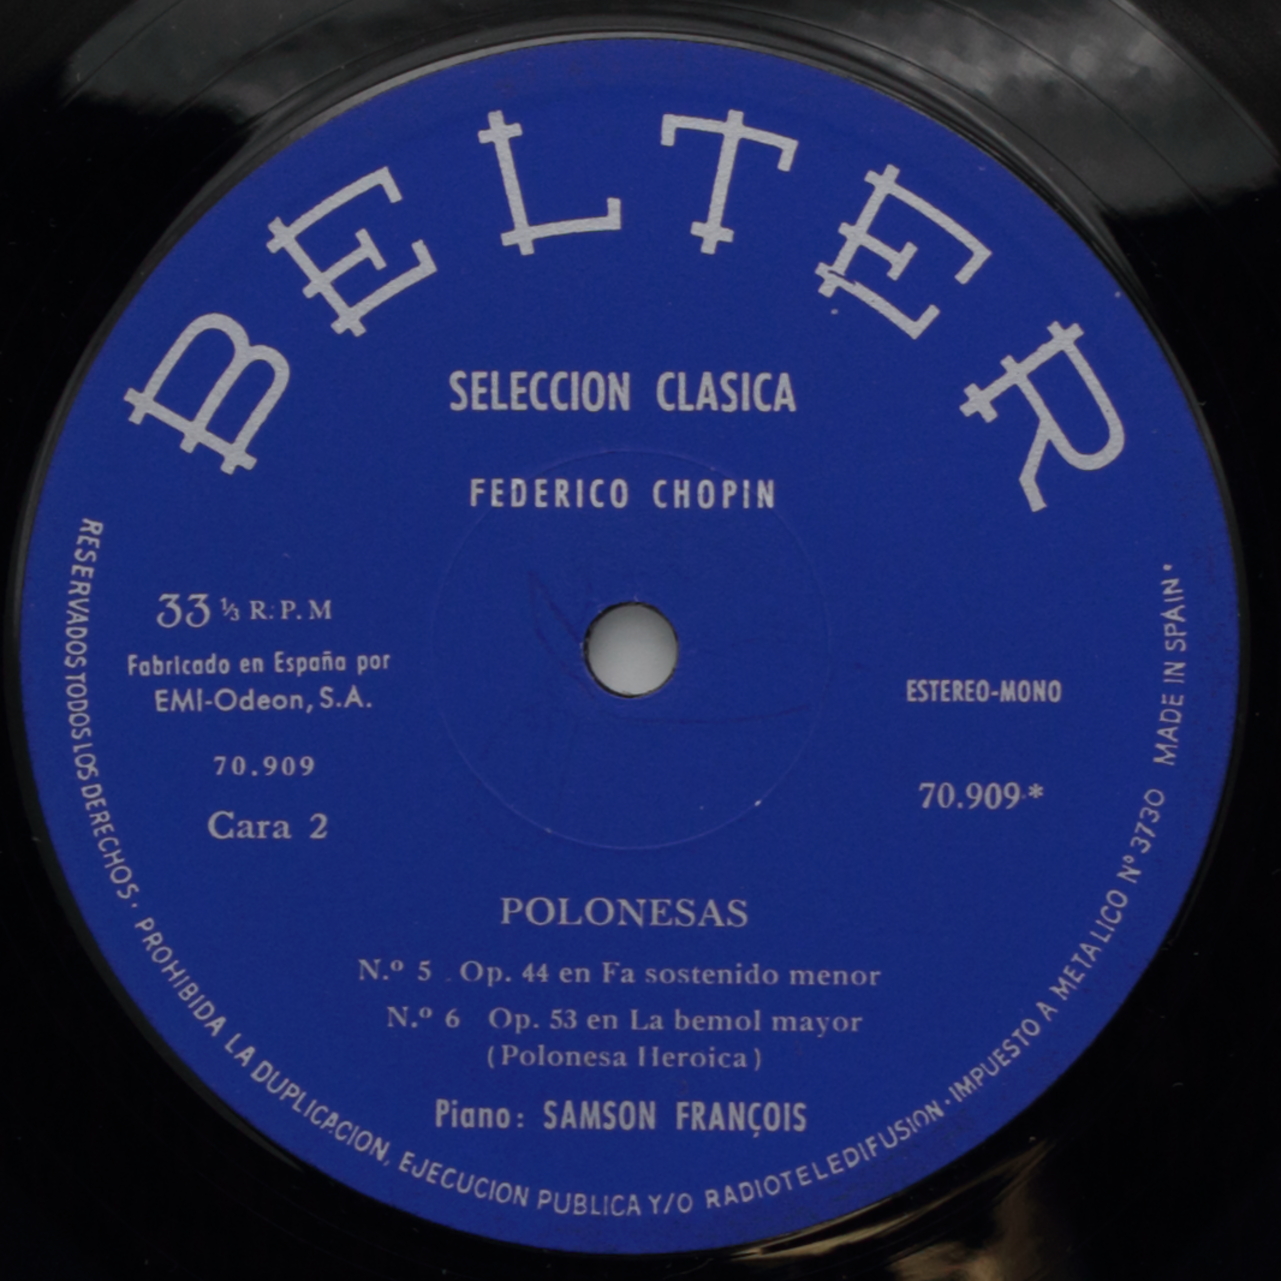 BELTER
SELECCION CLASICA
FEDERICO CHOPIN
33 ⅓ R.P.M
Fabricado en España por
EMI-Odeon, S.A.
70.909
Cara 2
ESTEREO-MONO
70.909*
POLONESAS
N.º 5 Op. 44 en Fa sostenido menor
N.º 6 Op. 53 en La bemol mayor
(Polonesa Heroica)
Piano: SAMSON FRANÇOIS
RESERVADOS TODOS LOS DERECHOS · PROHIBIDA LA DUPLICACION, EJECUCION PUBLICA Y/O RADIOTELEDIFUSION · IMPUESTO A METALICO Nº 3730 MADE IN SPAIN ·